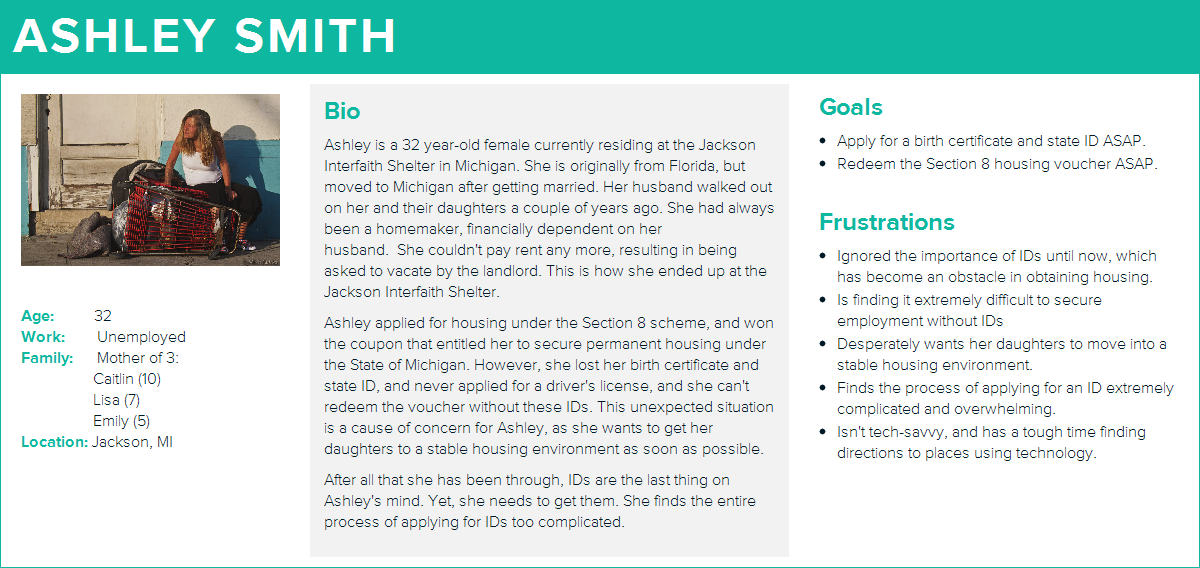 ASHLEY SMITH
Age: 32
Work: Unemployed
Family: Mother of 3:
Caitlin (10)
Lisa (7)
Emily (5)
Location: Jackson, MI
Bio
Ashley is a 32 year-old female currently residing at the Jackson
Interfaith Shelter in Michigan. She is originally from Florida, but
moved to Michigan after getting married. Her husband walked out
on her and their daughters a couple of years ago. She had always
been a homemaker, financially dependent on her
husband.  She couldn't pay rent any more, resulting in being
asked to vacate by the landlord. This is how she ended up at the
Jackson Interfaith Shelter.
Ashley applied for housing under the Section 8 scheme, and won
the coupon that entitled her to secure permanent housing under
the State of Michigan. However, she lost her birth certificate and
state ID, and never applied for a driver's license, and she can't
redeem the voucher without these IDs. This unexpected situation
is a cause of concern for Ashley, as she wants to get her
daughters to a stable housing environment as soon as possible.
After all that she has been through, IDs are the last thing on
Ashley's mind. Yet, she needs to get them. She finds the entire
process of applying for IDs too complicated.
Goals
• Apply for a birth certificate and state ID ASAP.
• Redeem the Section 8 housing voucher ASAP.
Frustrations
• Ignored the importance of IDs until now, which
has become an obstacle in obtaining housing.
• Is finding it extremely difficult to secure
employment without IDs
• Desperately wants her daughters to move into a
stable housing environment.
• Finds the process of applying for an ID extremely
complicated and overwhelming.
• Isn't tech-savvy, and has a tough time finding
directions to places using technology.